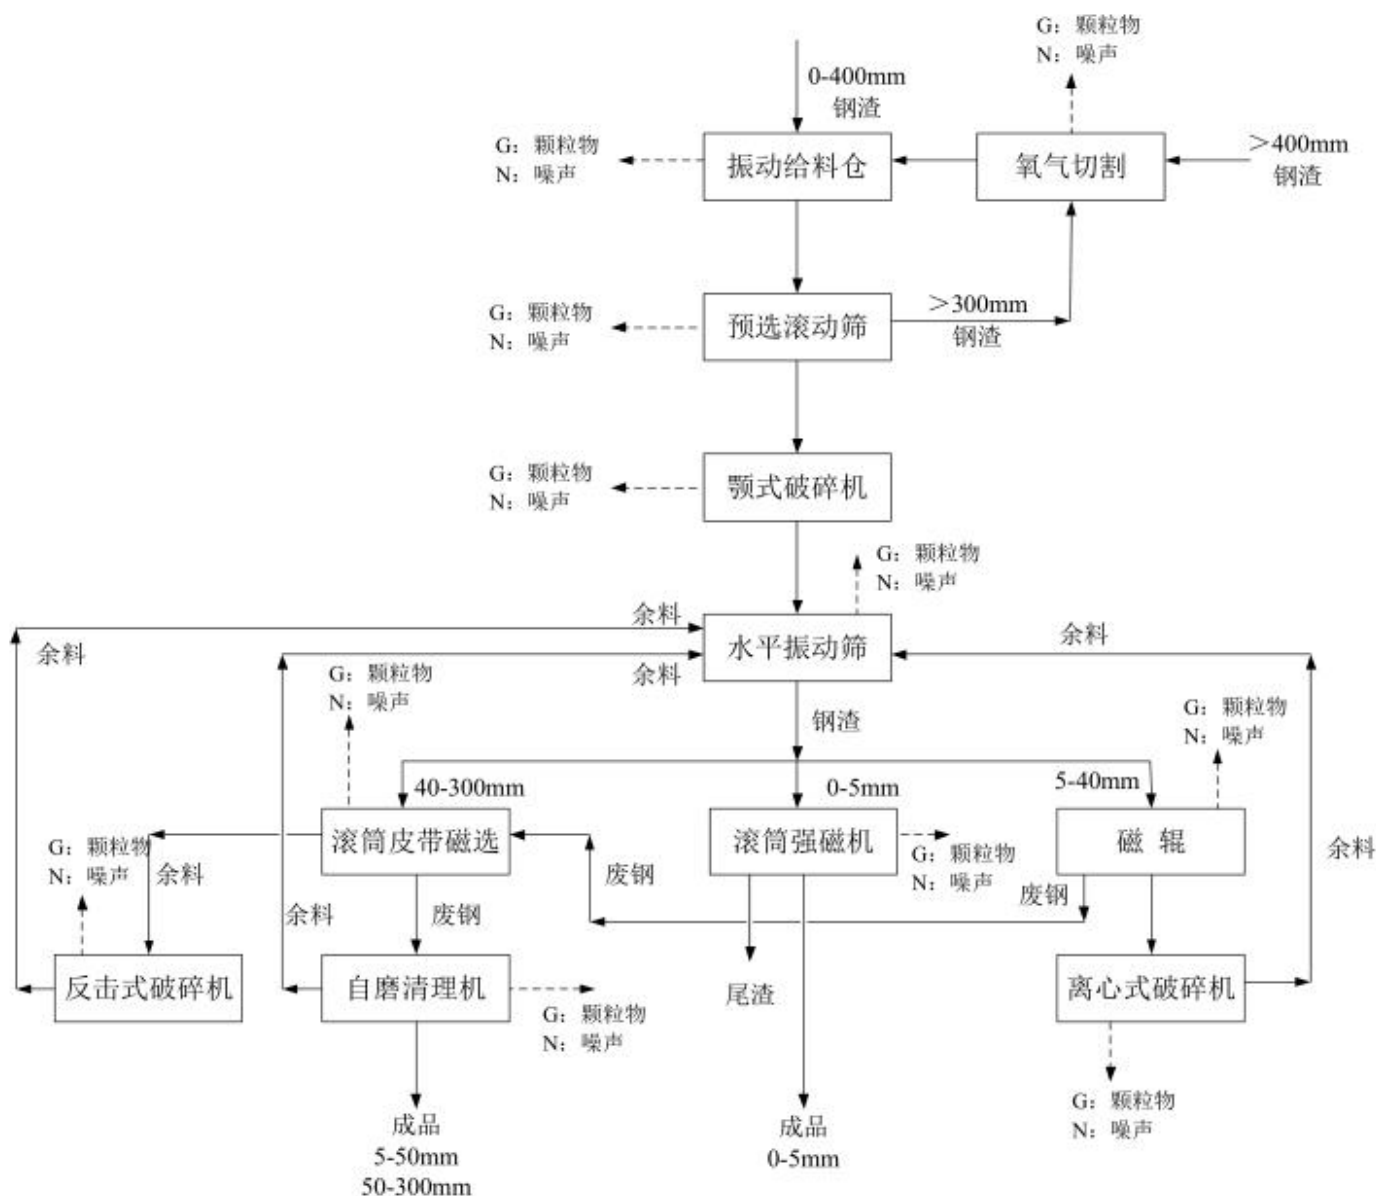 G：颗粒物
N：噪声
0-400mm
钢渣
G：颗粒物
N：噪声
振动给料仓
氧气切割
＞400mm
钢渣
G：颗粒物
N：噪声
预选滚动筛
＞300mm
钢渣
G：颗粒物
N：噪声
颚式破碎机
G：颗粒物
N：噪声
余料
余料
水平振动筛
余料
余料
G：颗粒物
N：噪声
钢渣
G：颗粒物
N：噪声
40-300mm
0-5mm
5-40mm
G：颗粒物
N：噪声
滚筒皮带磁选
滚筒强磁机
磁 辊
余料
G：颗粒物
N：噪声
余料
余料
废钢
废钢
废钢
反击式破碎机
自磨清理机
尾渣
离心式破碎机
G：颗粒物
N：噪声
G：颗粒物
N：噪声
成品
5-50mm
50-300mm
成品
0-5mm